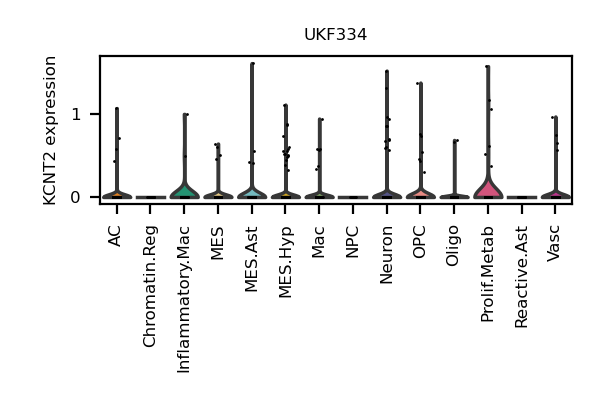 UKF334
KCNT2 expression
1
0
AC
Chromatin.Reg
Inflammatory.Mac
MES
MES.Ast
MES.Hyp
Mac
NPC
Neuron
OPC
Oligo
Prolif.Metab
Reactive.Ast
Vasc